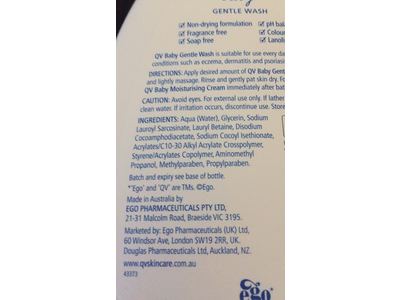 GENTLE WASH
☑ Non-drying formulation ☑ pH bala
☑ Fragrance free ☑ Colou
☑ Soap free ☑ Lanoli
QV Baby Gentle Wash is suitable for use every da
conditions such as eczema, dermatitis and psoriasi
DIRECTIONS: Apply desired amount of QV Baby Gent
and lightly massage. Rinse and gently pat skin dry. Fo
QV Baby Moisturising Cream immediately after bat
CAUTION: Avoid eyes. For external use only. If lather
clean water. If irritation occurs, discontinue use. Stor
INGREDIENTS: Aqua (Water), Glycerin, Sodium
Lauroyl Sarcosinate, Lauryl Betaine, Disodium
Cocoamphodiacetate, Sodium Cocoyl Isethionate,
Acrylates/C10-30 Alkyl Acrylate Crosspolymer,
Styrene/Acrylates Copolymer, Aminomethyl
Propanol, Methylparaben, Propylparaben.
Batch and expiry see base of bottle.
*'Ego' and 'QV' are TMs. ©Ego.
Made in Australia by
EGO PHARMACEUTICALS PTY LTD,
21-31 Malcolm Road, Braeside VIC 3195.
Marketed by: Ego Pharmaceuticals (UK) Ltd,
60 Windsor Ave, London SW19 2RR, UK.
Douglas Pharmaceuticals Ltd, Auckland, NZ.
www.qvskincare.com.au
43373
ego